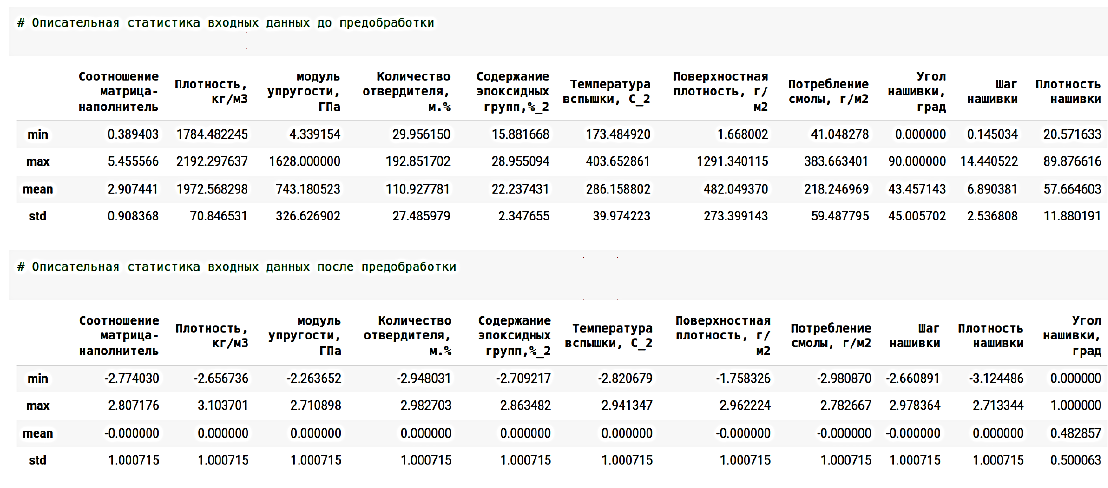 # Описательная статистика входных данных до предобработки
Соотношение матрица-наполнитель Плотность, кг/м3 модуль упругости, ГПа Количество отвердителя, м.% Содержание эпоксидных групп,%_2 Температура вспышки, С_2 Поверхностная плотность, г/м2 Потребление смолы, г/м2 Угол нашивки, град Шаг нашивки Плотность нашивки
min 0.389403 1784.482245 4.339154 29.956150 15.881668 173.484920 1.668002 41.048278 0.000000 0.145034 20.571633
max 5.455566 2192.297637 1628.000000 192.851702 28.955094 403.652861 1291.340115 383.663401 90.000000 14.440522 89.876616
mean 2.907441 1972.568298 743.180523 110.927781 22.237431 286.158802 482.049370 218.246969 43.457143 6.890381 57.664603
std 0.908368 70.846531 326.626902 27.485979 2.347655 39.974223 273.399143 59.487795 45.005702 2.536808 11.880191
# Описательная статистика входных данных после предобработки
Соотношение матрица-наполнитель Плотность, кг/м3 модуль упругости, ГПа Количество отвердителя, м.% Содержание эпоксидных групп,%_2 Температура вспышки, С_2 Поверхностная плотность, г/м2 Потребление смолы, г/м2 Шаг нашивки Плотность нашивки Угол нашивки, град
min -2.774030 -2.656736 -2.263652 -2.948031 -2.709217 -2.820679 -1.758326 -2.980870 -2.660891 -3.124486 0.000000
max 2.807176 3.103701 2.710898 2.982703 2.863482 2.941347 2.962224 2.782667 2.978364 2.713344 1.000000
mean -0.000000 0.000000 0.000000 0.000000 0.000000 0.000000 -0.000000 -0.000000 -0.000000 0.000000 0.482857
std 1.000715 1.000715 1.000715 1.000715 1.000715 1.000715 1.000715 1.000715 1.000715 1.000715 0.500063